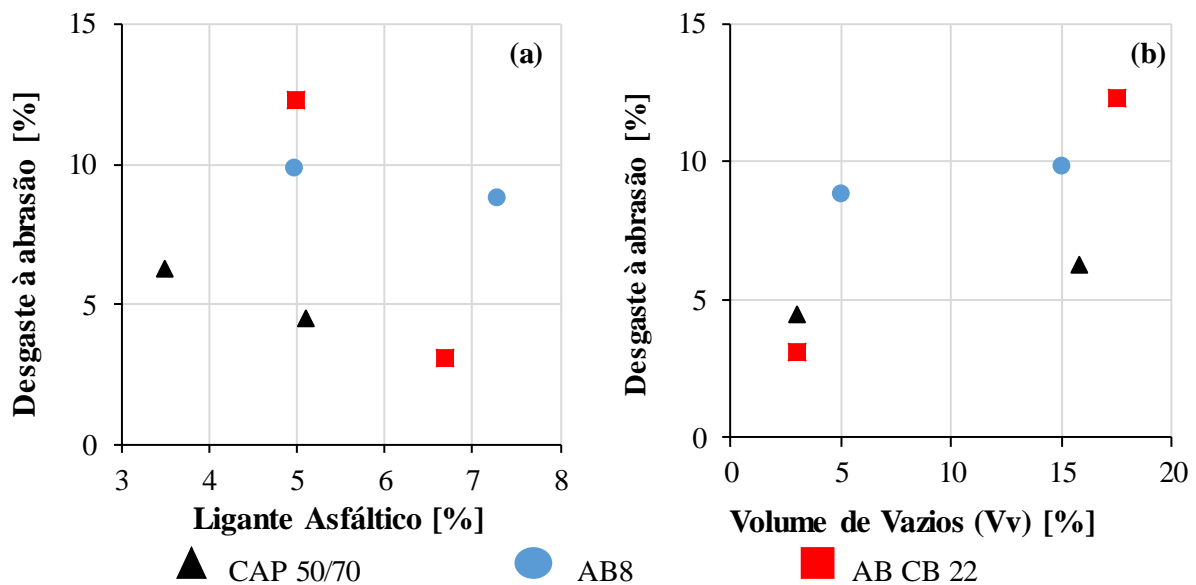 (a)
Desgaste à abrasão [%]
15
10
5
0
3 4 5 6 7 8
Ligante Asfáltico [%]
(b)
Desgaste à abrasão [%]
15
10
5
0
0 5 10 15 20
Volume de Vazios (Vv) [%]
CAP 50/70 AB8 AB CB 22